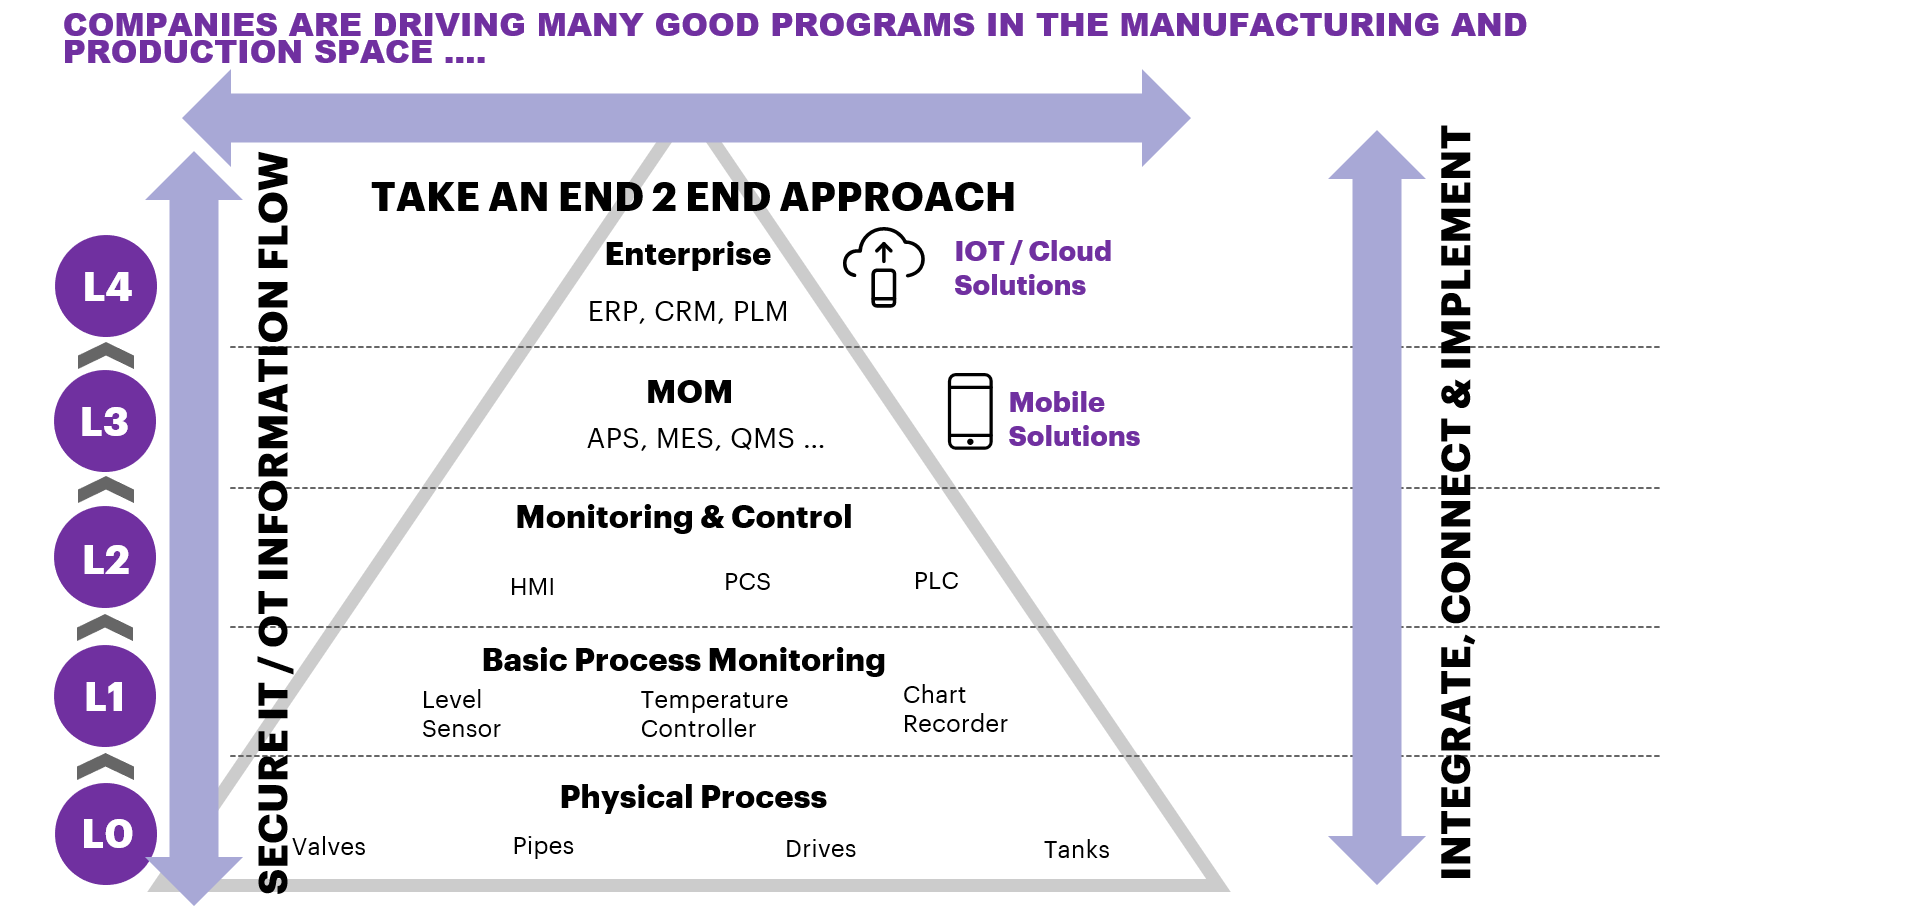 COMPANIES ARE DRIVING MANY GOOD PROGRAMS IN THE MANUFACTURING AND
PRODUCTION SPACE ....
TAKE AN END 2 END APPROACH
SECURE IT / OT INFORMATION FLOW
INTEGRATE, CONNECT & IMPLEMENT
L4
Enterprise
ERP, CRM, PLM
IOT / Cloud
Solutions
L3
MOM
APS, MES, QMS ...
Mobile
Solutions
L2
Monitoring & Control
HMI
PCS
PLC
L1
Basic Process Monitoring
Level
Sensor
Temperature
Controller
Chart
Recorder
L0
Physical Process
Valves
Pipes
Drives
Tanks